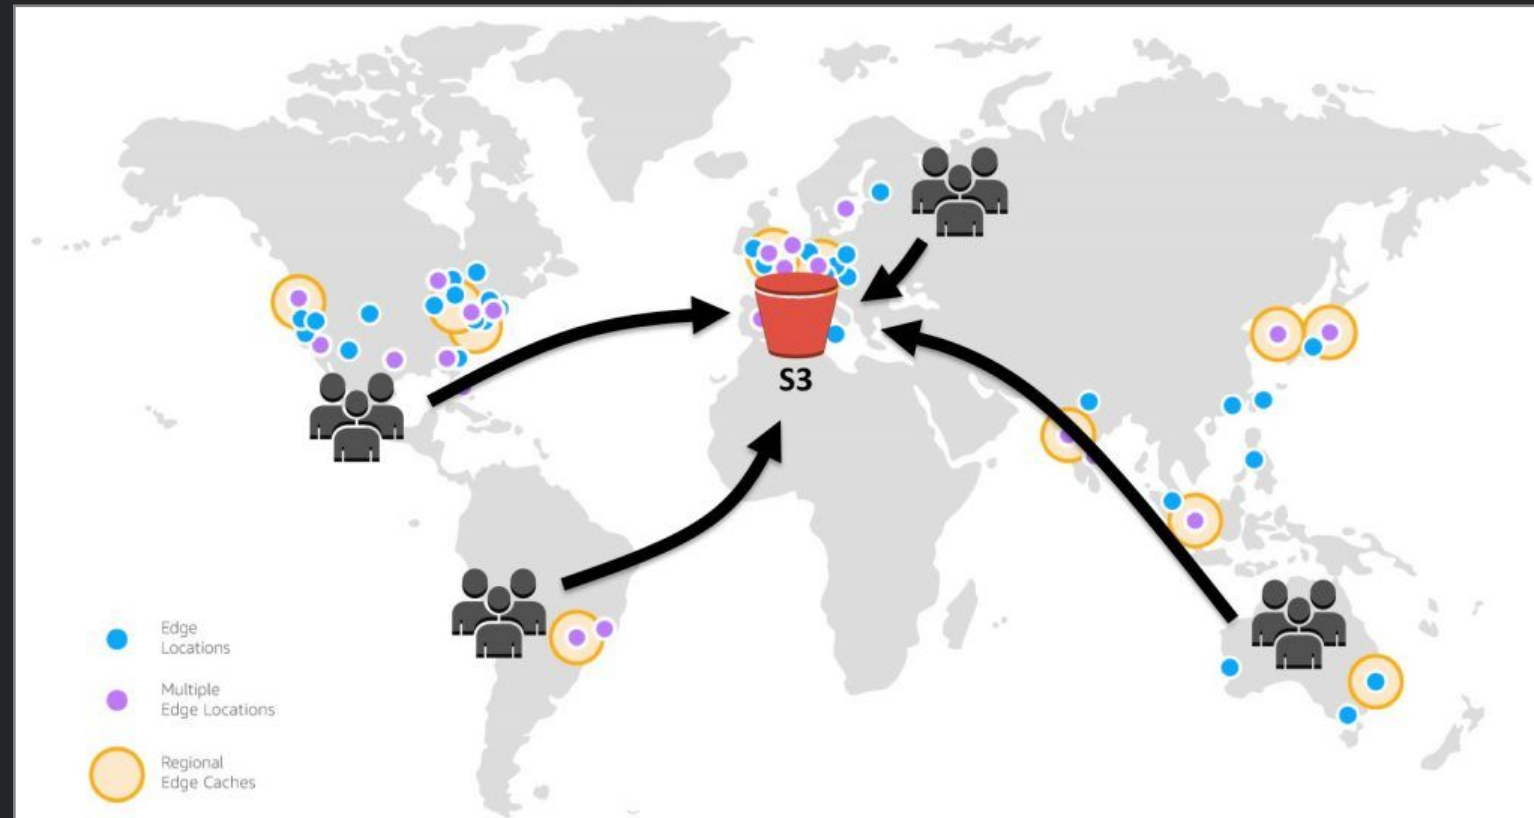 S3
Edge
Locations
Multiple
Edge Locations
Regional
Edge Caches